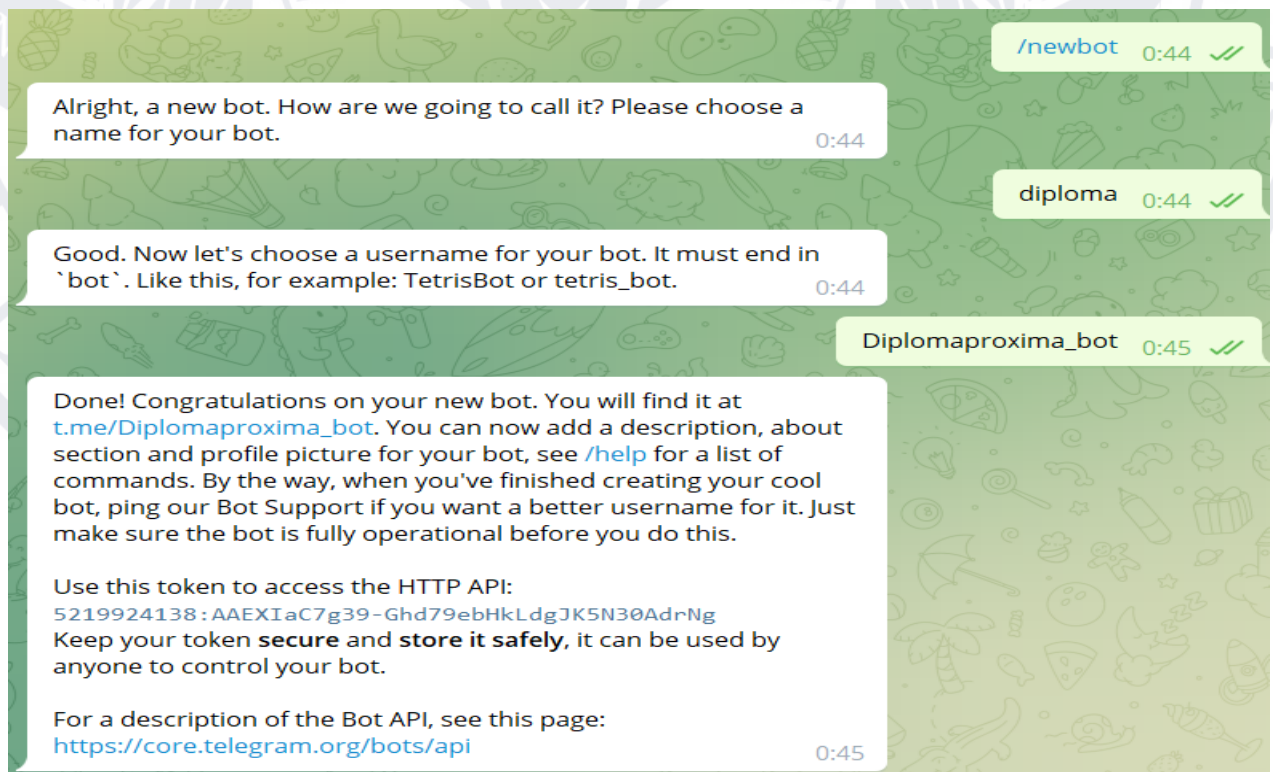 /newbot 0:44
Alright, a new bot. How are we going to call it? Please choose a
name for your bot.
0:44
diploma 0:44
Good. Now let's choose a username for your bot. It must end in
`bot`. Like this, for example: TetrisBot or tetris_bot.
0:44
Diplomaproxima_bot 0:45
Done! Congratulations on your new bot. You will find it at
t.me/Diplomaproxima_bot. You can now add a description, about
section and profile picture for your bot, see /help for a list of
commands. By the way, when you've finished creating your cool
bot, ping our Bot Support if you want a better username for it. Just
make sure the bot is fully operational before you do this.
Use this token to access the HTTP API:
5219924138:AAEXIaC7g39-Ghd79ebHkLdgJK5N30AdrNg
Keep your token secure and store it safely, it can be used by
anyone to control your bot.
For a description of the Bot API, see this page:
https://core.telegram.org/bots/api
0:45